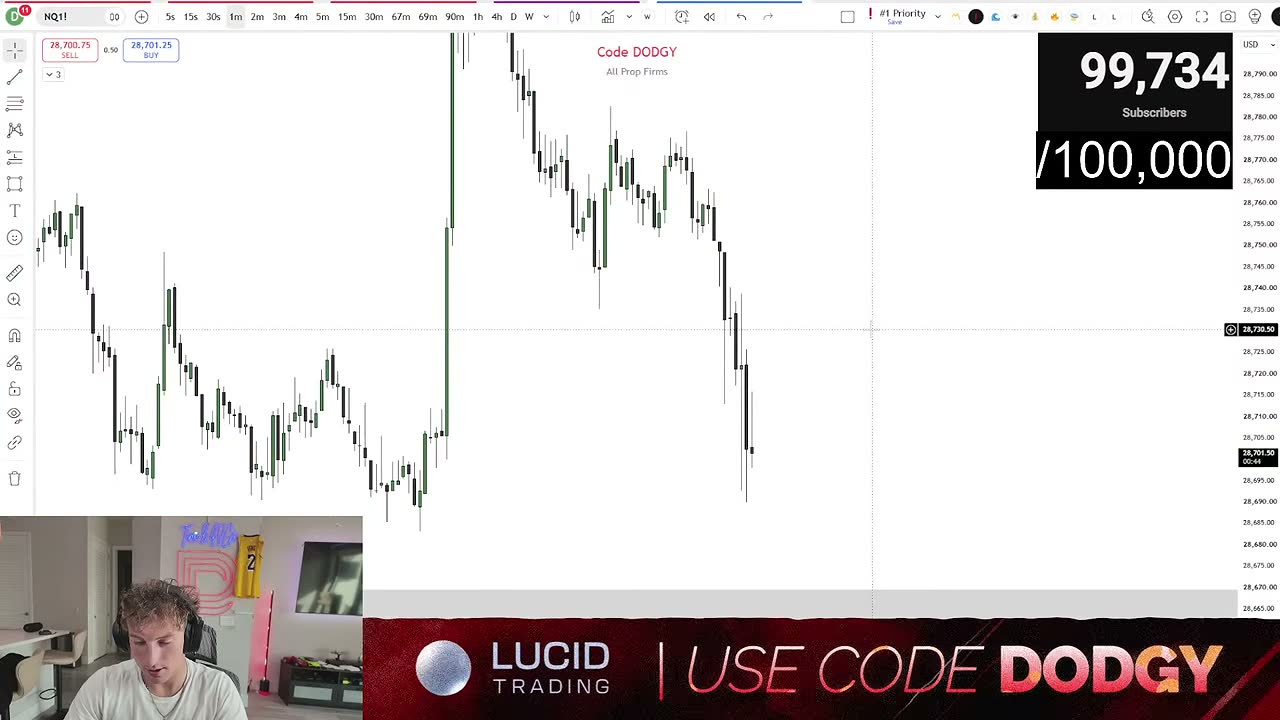 D 11 NQ1! 5s 15s 30s 1m 2m 3m 4m 5m 15m 30m 67m 69m 90m 1h 4h D W w #1 Priority
Save
L L
28,700.75
SELL
0.50
28,701.25
BUY
3
Code DODGY
All Prop Firms
99,734
Subscribers
/100,000
USD
28,790.00
28,785.00
28,780.00
28,775.00
28,770.00
28,765.00
28,760.00
28,755.00
28,750.00
28,745.00
28,740.00
28,735.00
28,730.50
28,725.00
28,720.00
28,715.00
28,710.00
28,705.00
28,701.50
00:44
28,695.00
28,690.00
28,685.00
28,680.00
28,675.00
28,670.00
28,665.00
T
D
2
LUCID
TRADING
USE CODE DODGY